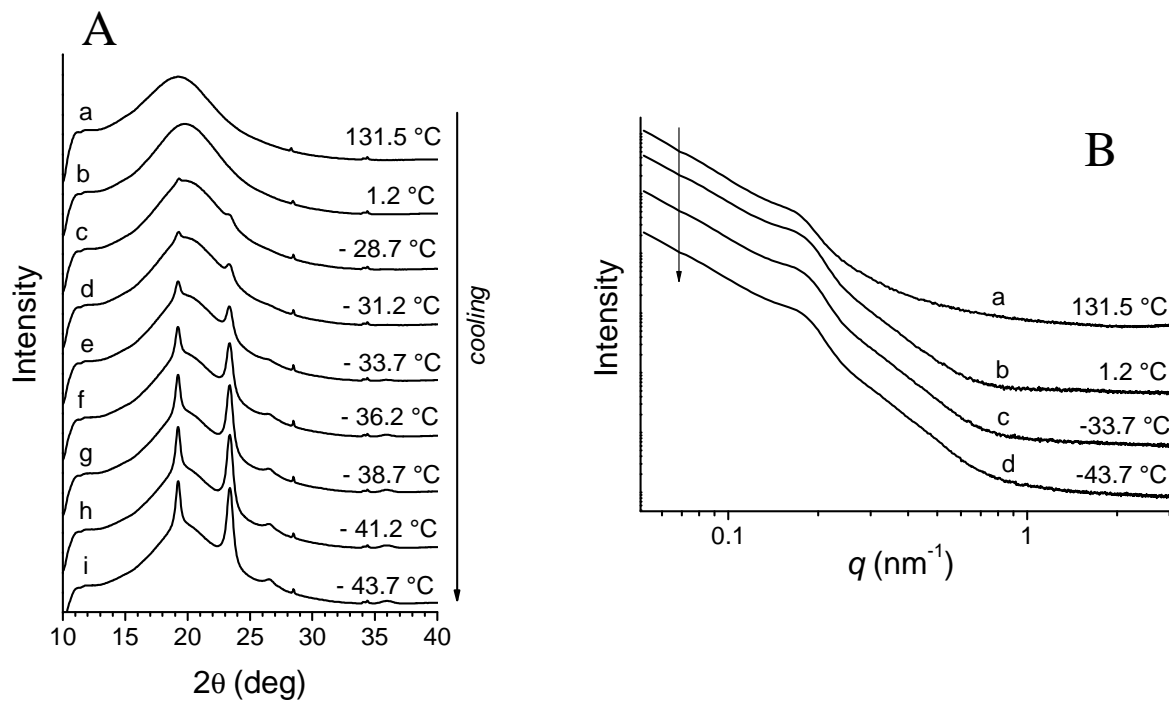 A
a
131.5 °C
b
1.2 °C
c
- 28.7 °C
d
- 31.2 °C
e
- 33.7 °C
f
- 36.2 °C
g
- 38.7 °C
h
- 41.2 °C
i
- 43.7 °C
Intensity
cooling
10 15 20 25 30 35 40
2θ (deg)
B
a
131.5 °C
b
1.2 °C
c
-33.7 °C
d
-43.7 °C
Intensity
0.1 1
q (nm⁻¹)